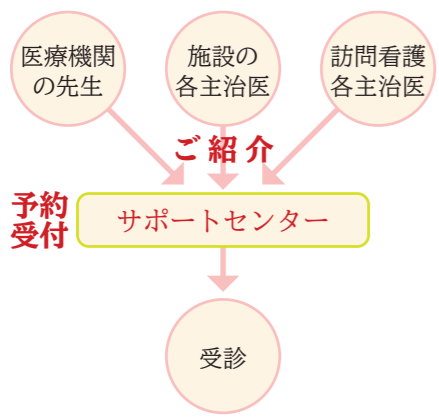 医療機関
の先生
施設の
各主治医
訪問看護
各主治医
ご紹介
予約
受付
サポートセンター
受診